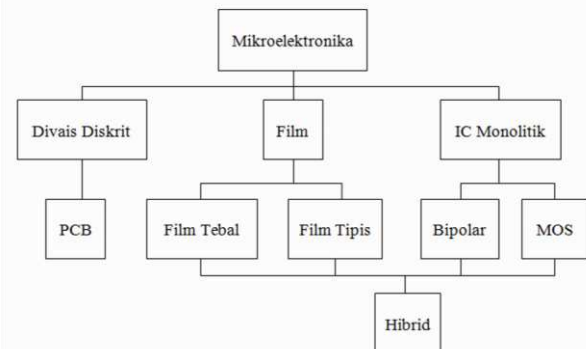 Mikroelektronika
Divais Diskrit
Film
IC Monolitik
PCB
Film Tebal
Film Tipis
Bipolar
MOS
Hibrid